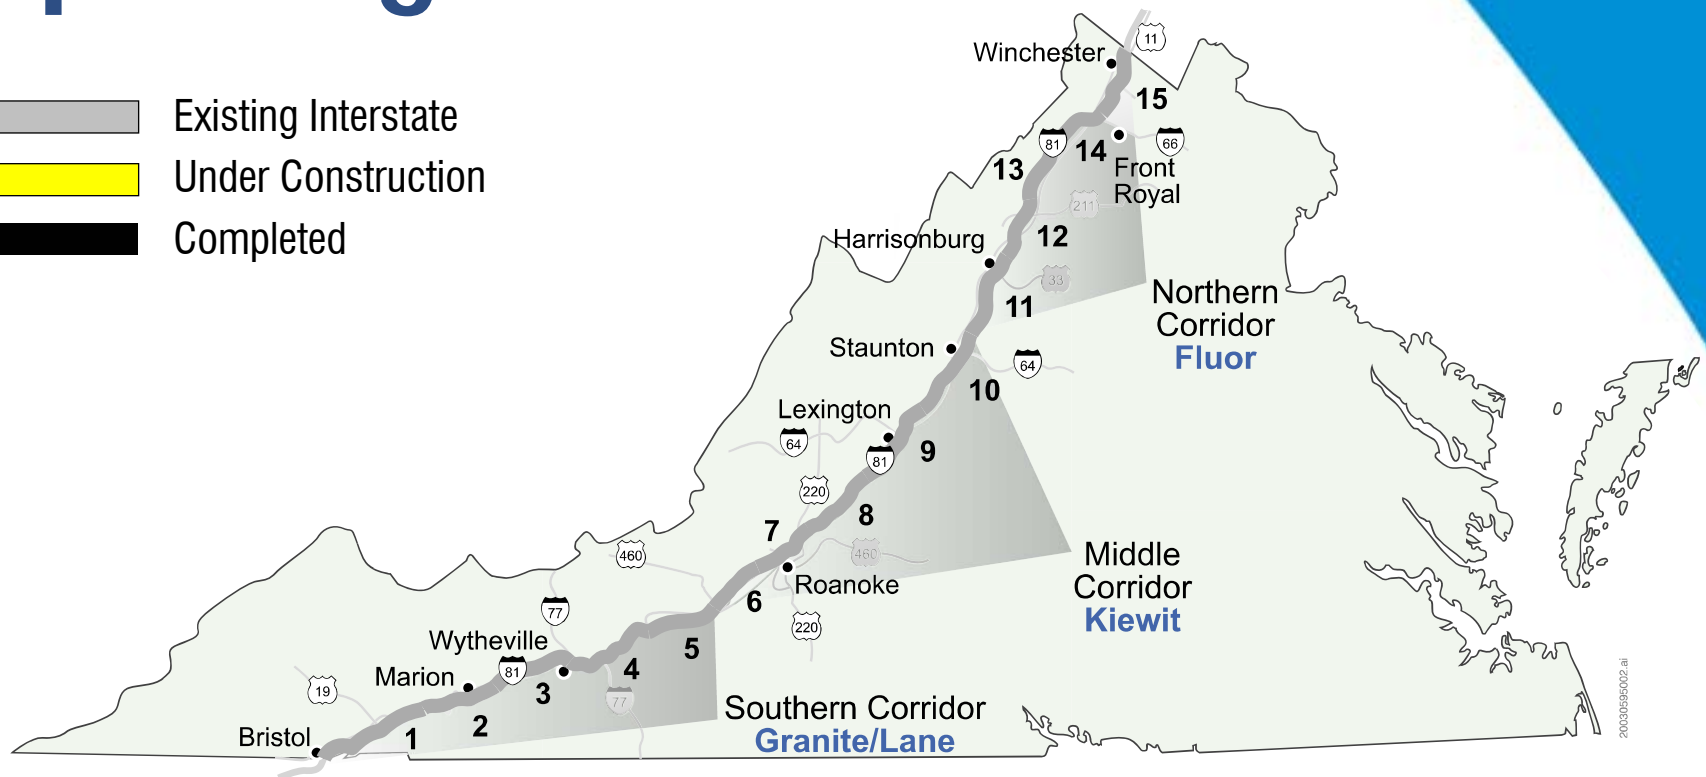 Existing Interstate
Under Construction
Completed
Winchester
11
15
81
14
66
13
Front
Royal
211
12
Harrisonburg
33
11
Northern
Corridor
Fluor
Staunton
64
10
Lexington
64
81
9
220
8
7
460
460
Middle
Corridor
Kiewit
Roanoke
6
77
220
Wytheville
5
81
4
Marion
3
77
19
2
Southern Corridor
Granite/Lane
Bristol
1
20030595002.ai